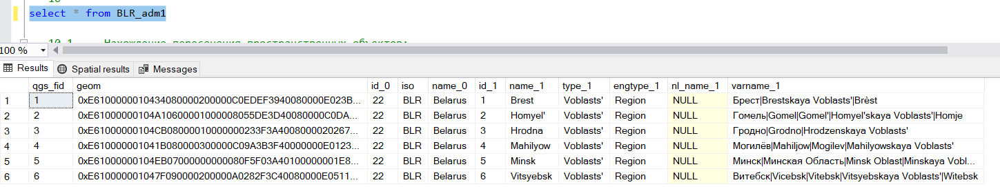 select * from BLR_adm1
10.1 Нахождение пересечения пространственных объектов:
100 %
Results Spatial results Messages
qgs_fid geom id_0 iso name_0 id_1 name_1 type_1 engtype_1 nl_name_1 varname_1
1 1 0xE6100000010434080000200000C0EDEF3940080000E023B... 22 BLR Belarus 1 Brest Voblasts' Region NULL Брест|Brestskaya Voblasts'|Brèst
2 2 0xE61000000104A10600001000008055DE3D40080000C0DA... 22 BLR Belarus 2 Homyel' Voblasts' Region NULL Гомель|Gomel|Gomel'|Homyel'skaya Voblasts'|Homje
3 3 0xE61000000104CB08000010000000233F3A4008000020267... 22 BLR Belarus 3 Hrodna Voblasts' Region NULL Гродно|Grodno|Hrodzenskaya Voblasts'
4 4 0xE610000001041B080000300000C09A3B3F40000000E0123... 22 BLR Belarus 4 Mahilyow Voblasts' Region NULL Могилёв|Mahiljow|Mogilev|Mahilyowskaya Voblasts'
5 5 0xE61000000104EB07000000000080F5F03A40100000001E8... 22 BLR Belarus 5 Minsk Voblasts' Region NULL Минск|Минская Область|Minsk Oblast|Minskaya Vobl...
6 6 0xE610000001047F090000200000A0282F3C40080000E0511... 22 BLR Belarus 6 Vitsyebsk Voblasts' Region NULL Витебск|Vicebsk|Vitebsk|Vitsyebskaya Voblasts'|Witebsk